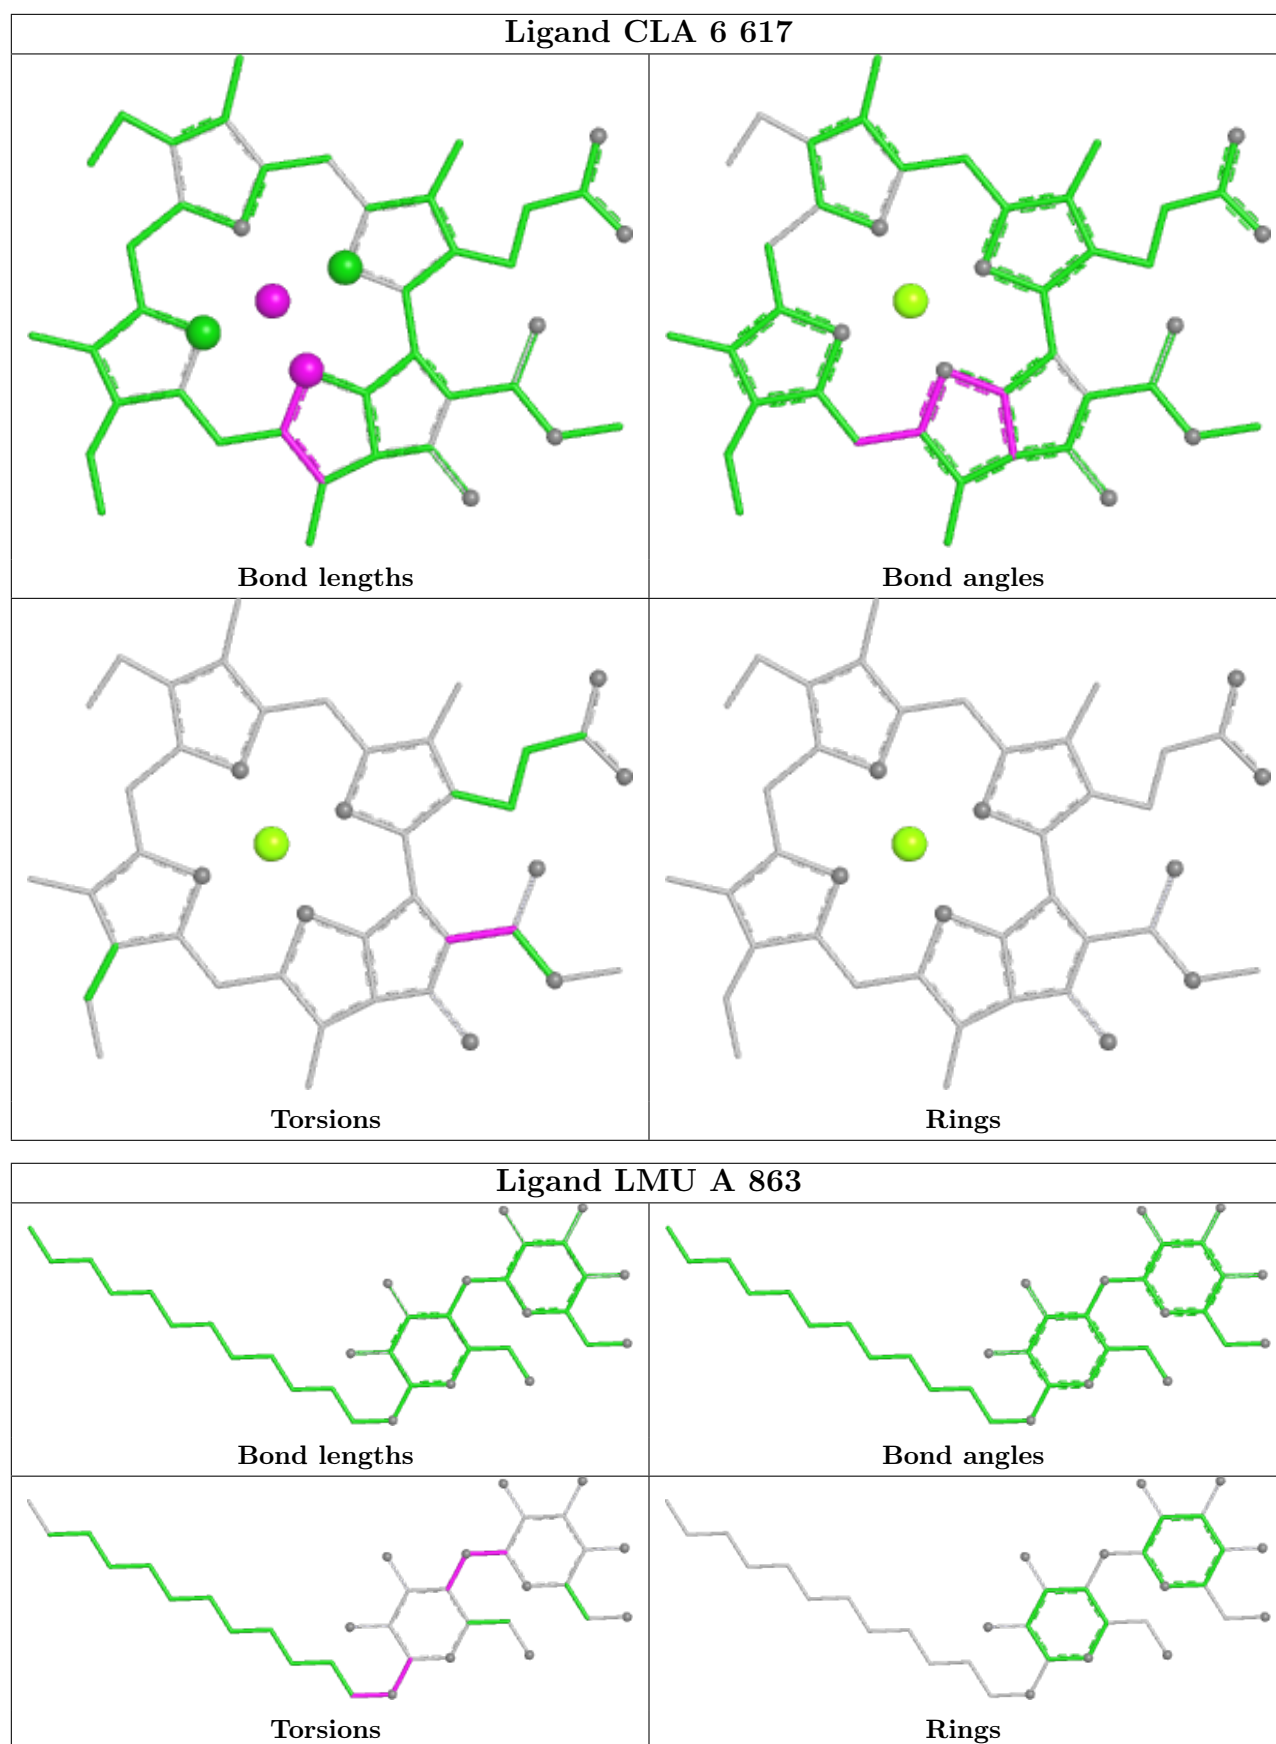 Ligand CLA 6 617
Bond lengths
Bond angles
Torsions
Rings
Ligand LMU A 863
Bond lengths
Bond angles
Torsions
Rings